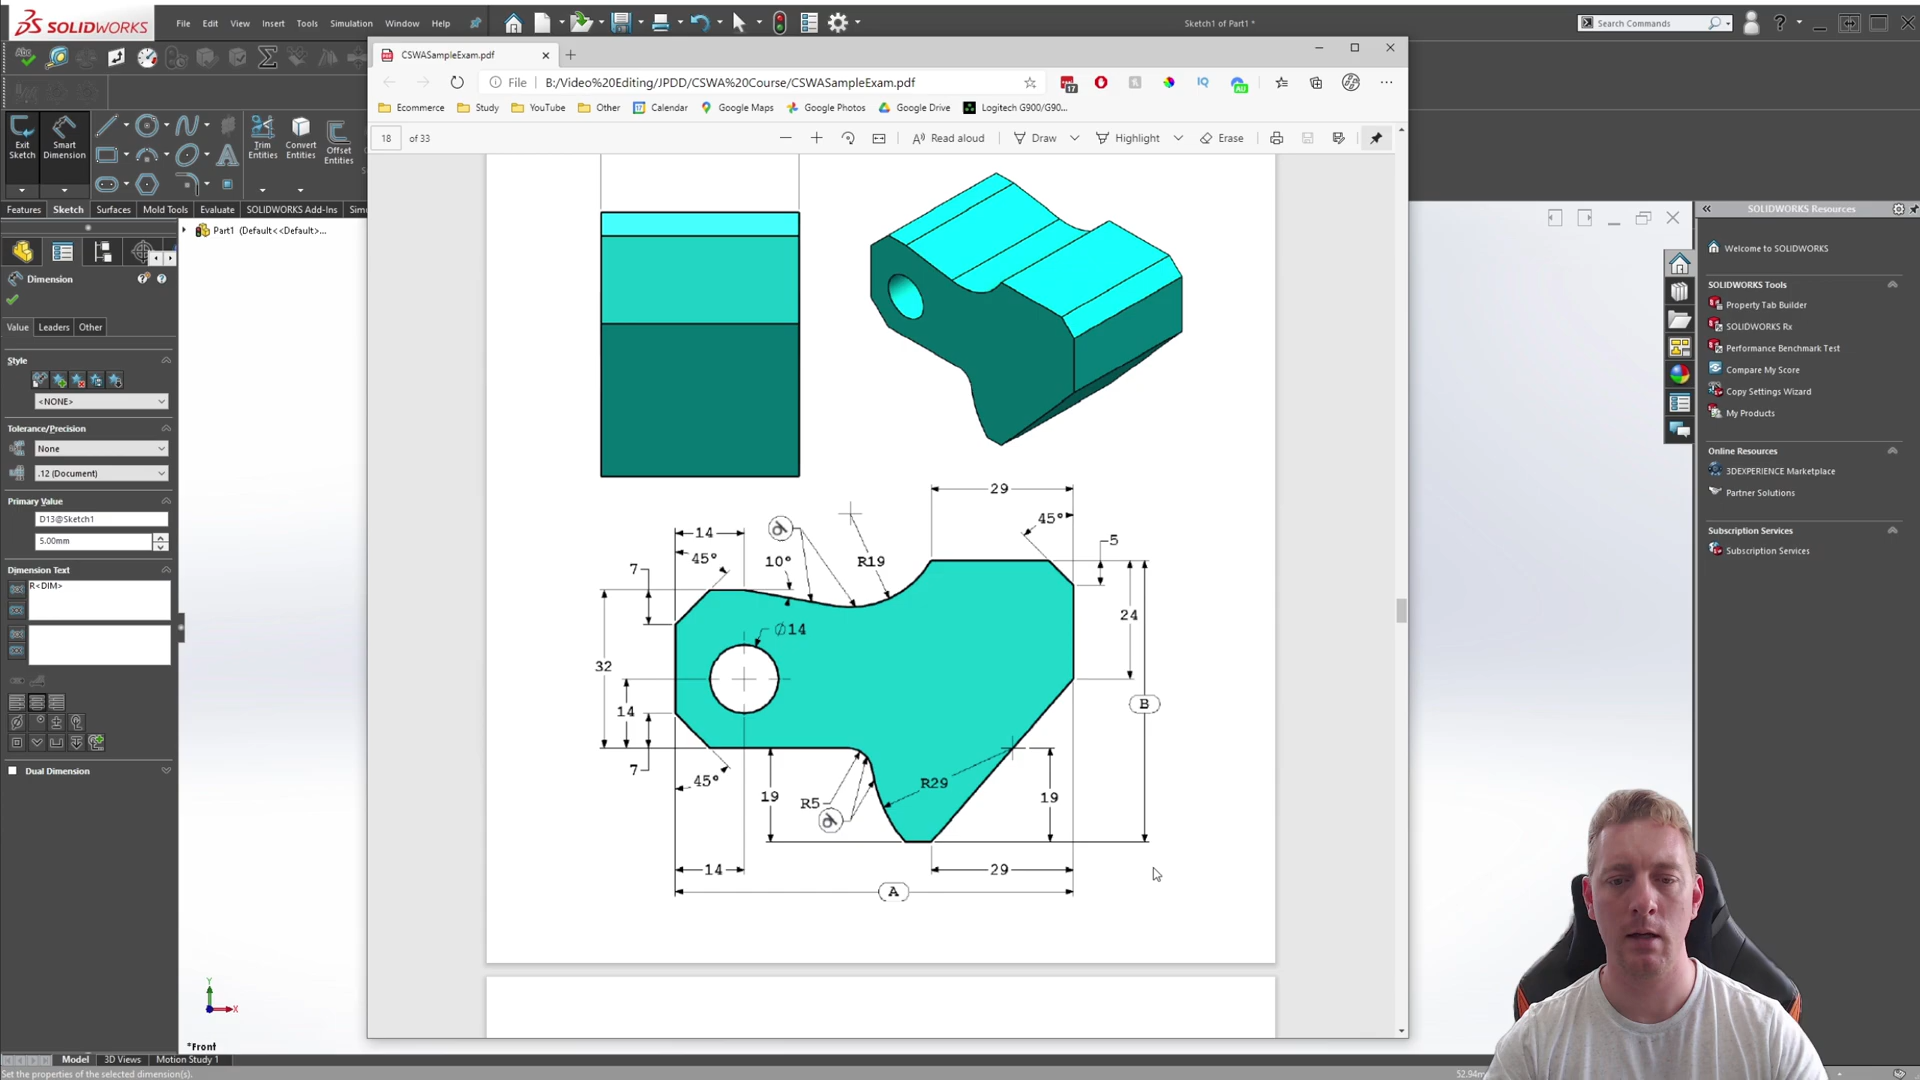 SOLIDWORKS
File Edit View Insert Tools Simulation Window Help
Sketch1 of Part1 *
Search Commands
CSWASampleExam.pdf
File B:/Video%20Editing/JPDD/CSWA%20Course/CSWASampleExam.pdf
Ecommerce Study YouTube Other Calendar Google Maps Google Photos Google Drive Logitech G900/G90...
18 of 33
Read aloud Draw Highlight Erase
Exit Sketch
Smart Dimension
Trim Entities
Convert Entities
Offset Entities
Features Sketch Surfaces Mold Tools Evaluate SOLIDWORKS Add-Ins
Part1 (Default<<Default>...
Dimension
Value Leaders Other
Style
<NONE>
Tolerance/Precision
None
.12 (Document)
Primary Value
D13@Sketch1
5.00mm
Dimension Text
R<DIM>
Dual Dimension
29
14
45°
5
7
45°
10°
R19
Ø14
24
32
14
B
7
45°
19
R5
R29
19
14
29
A
*Front
Y
X
Model 3D Views Motion Study 1
Set the properties of the selected dimension(s).
SOLIDWORKS Resources
Welcome to SOLIDWORKS
SOLIDWORKS Tools
Property Tab Builder
SOLIDWORKS Rx
Performance Benchmark Test
Compare My Score
Copy Settings Wizard
My Products
Online Resources
3DEXPERIENCE Marketplace
Partner Solutions
Subscription Services
Subscription Services